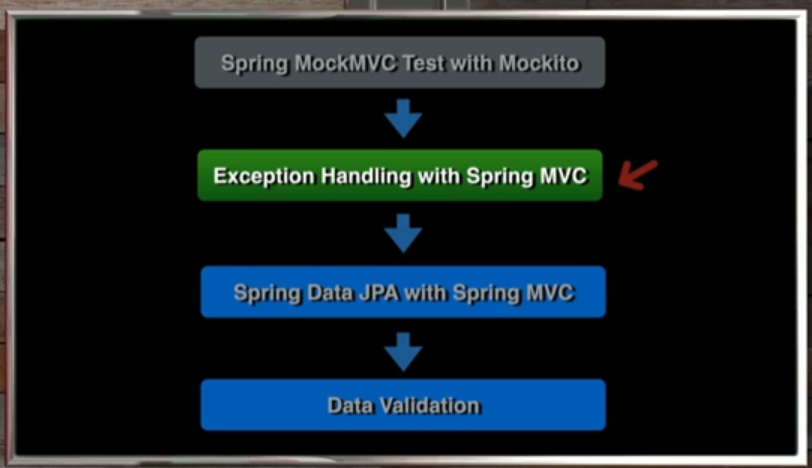 Spring MockMVC Test with Mockito
Exception Handling with Spring MVC
Spring Data JPA with Spring MVC
Data Validation